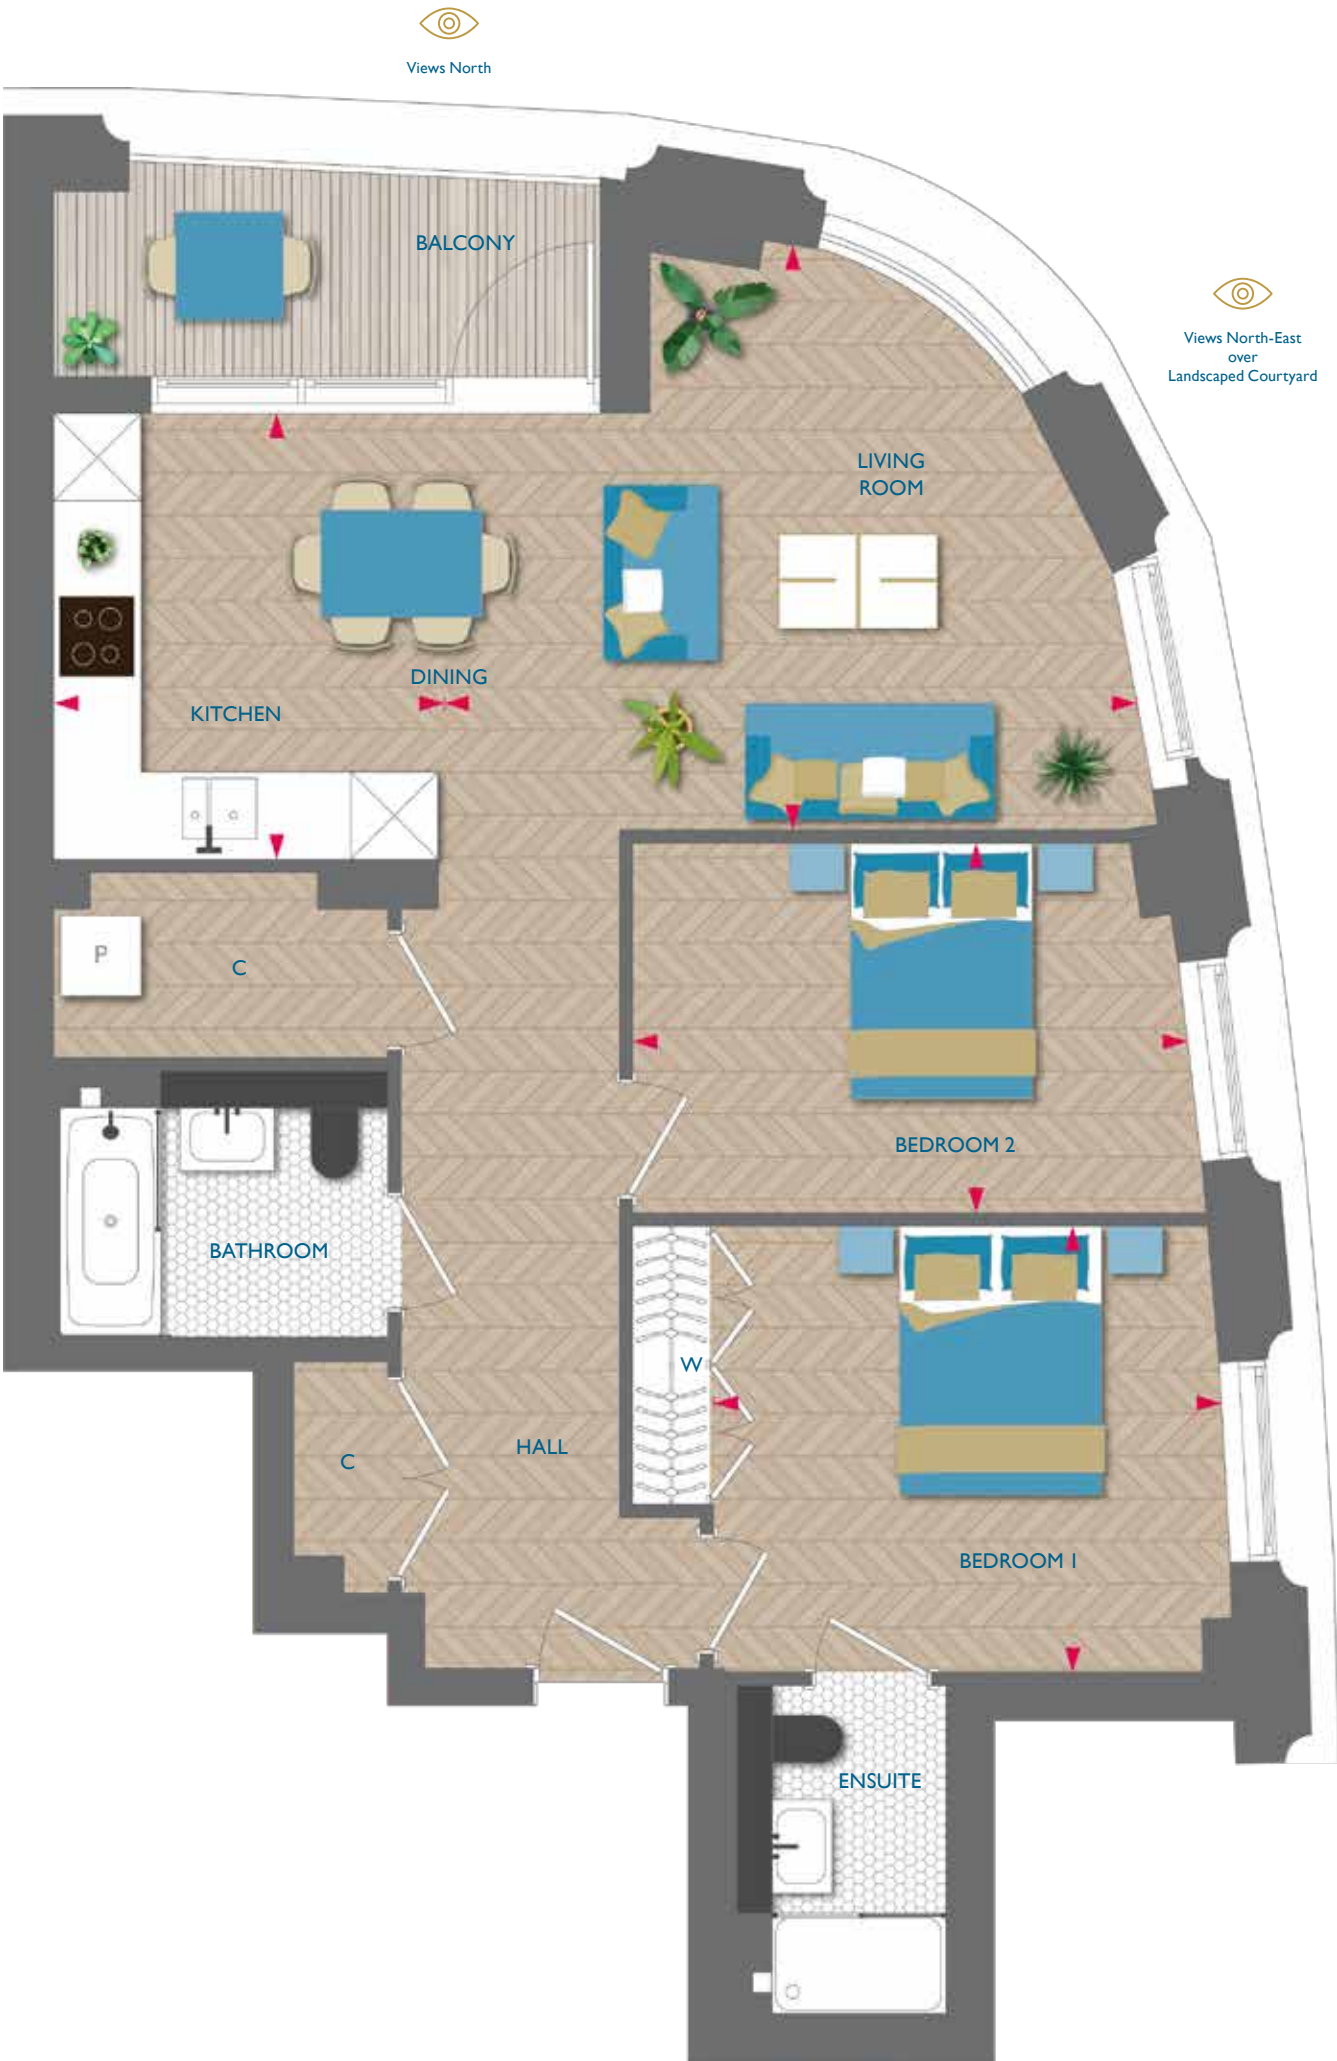 Views North
BALCONY
Views North-East
over
Landscaped Courtyard
LIVING
ROOM
DINING
KITCHEN
P
C
BEDROOM 2
BATHROOM
W
HALL
C
BEDROOM 1
ENSUITE